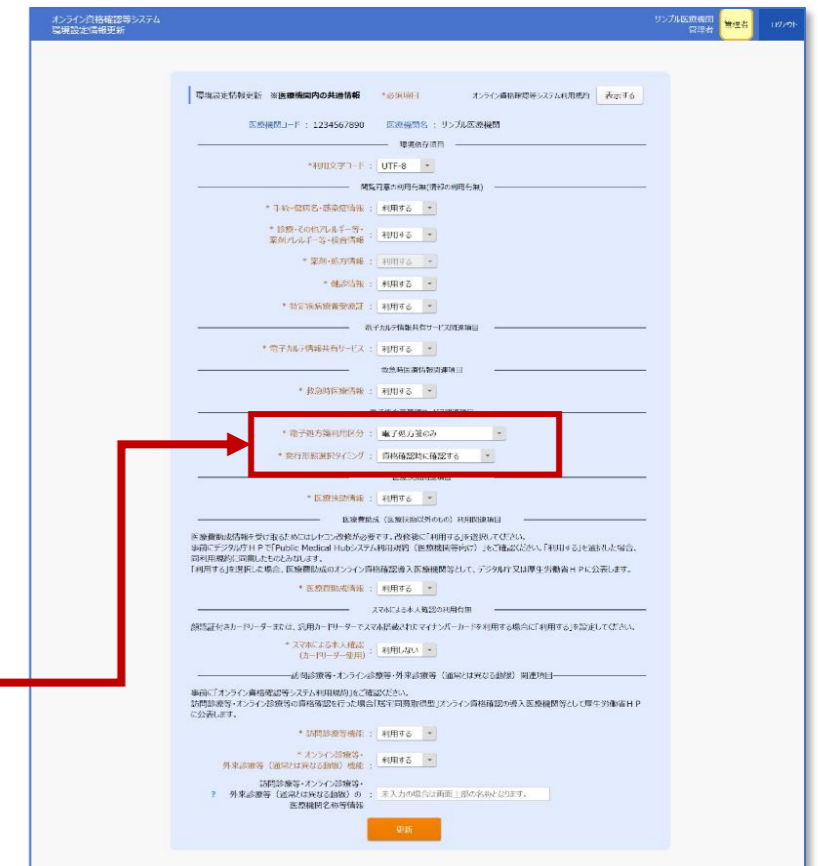 オンライン資格確認等システム
環境設定情報更新
サンプル医療機関
管理者
管理者
ログアウト
環境設定情報更新 ※医療機関内の共通情報 *必須項目 オンライン資格確認等システム利用規約 表示する
医療機関コード : 1234567890 医療機関名 : サンプル医療機関
環境依存項目
*利用文字コード : UTF-8
閲覧同意の利用有無(情報の利用有無)
* 手術・傷病名・感染症情報 : 利用する
* 診療・その他アレルギー等・
薬剤アレルギー等・検査情報 : 利用する
* 薬剤・処方情報 : 利用する
* 健診情報 : 利用する
* 特定疾病療養受療証 : 利用する
電子カルテ情報共有サービス関連項目
* 電子カルテ情報共有サービス : 利用する
救急時医療情報関連項目
* 救急時医療情報 : 利用する
* 電子処方箋利用区分 : 電子処方箋のみ
* 発行形態選択タイミング : 資格確認時に確認する
* 医療扶助情報 : 利用する
医療費助成（医療扶助以外のもの）利用関連項目
医療費助成情報を受け取るためにはレセコン改修が必要です。改修後に「利用する」を選択してください。
事前にデジタル庁ＨＰで「Public Medical Hubシステム利用規約（医療機関等向け）」をご確認ください。「利用する」を選択した場合、
同利用規約に同意したものとみなします。
「利用する」を選択した場合、医療費助成のオンライン資格確認導入医療機関等として、デジタル庁又は厚生労働省ＨＰに公表します。
* 医療費助成情報 : 利用する
スマホによる本人確認の利用有無
顔認証付きカードリーダーまたは、汎用カードリーダーでスマホ搭載されたマイナンバーカードを利用する場合に「利用する」を設定してください。
* スマホによる本人確認
(カードリーダー使用) : 利用しない
訪問診療等・オンライン診療等・外来診療等（通常とは異なる動線）関連項目
事前に「オンライン資格確認等システム利用規約」をご確認ください。
訪問診療等・オンライン診療等の資格確認を行った場合「居宅同意取得型」オンライン資格確認の導入医療機関等として厚生労働省ＨＰ
に公表します。
* 訪問診療等機能 : 利用する
* オンライン診療等・
外来診療等（通常とは異なる動線）機能 : 利用する
訪問診療等・オンライン診療等・
? 外来診療等（通常とは異なる動線）の : 未入力の場合は画面上部の名称となります。
医療機関名称等情報
更新